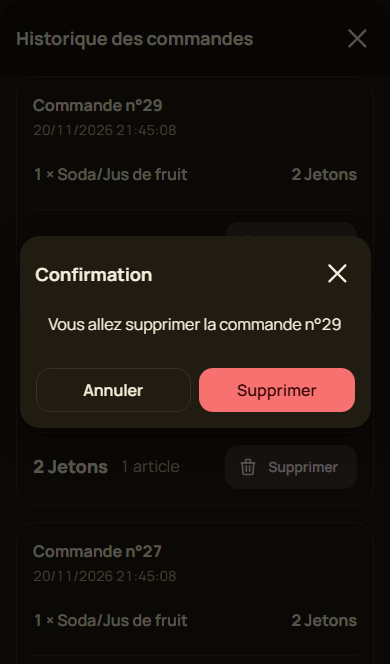 Historique des commandes
Commande n°29
20/11/2026 21:45:08
1 × Soda/Jus de fruit 2 Jetons
Confirmation
Vous allez supprimer la commande n°29
Annuler Supprimer
2 Jetons 1 article Supprimer
Commande n°27
20/11/2026 21:45:08
1 × Soda/Jus de fruit 2 Jetons